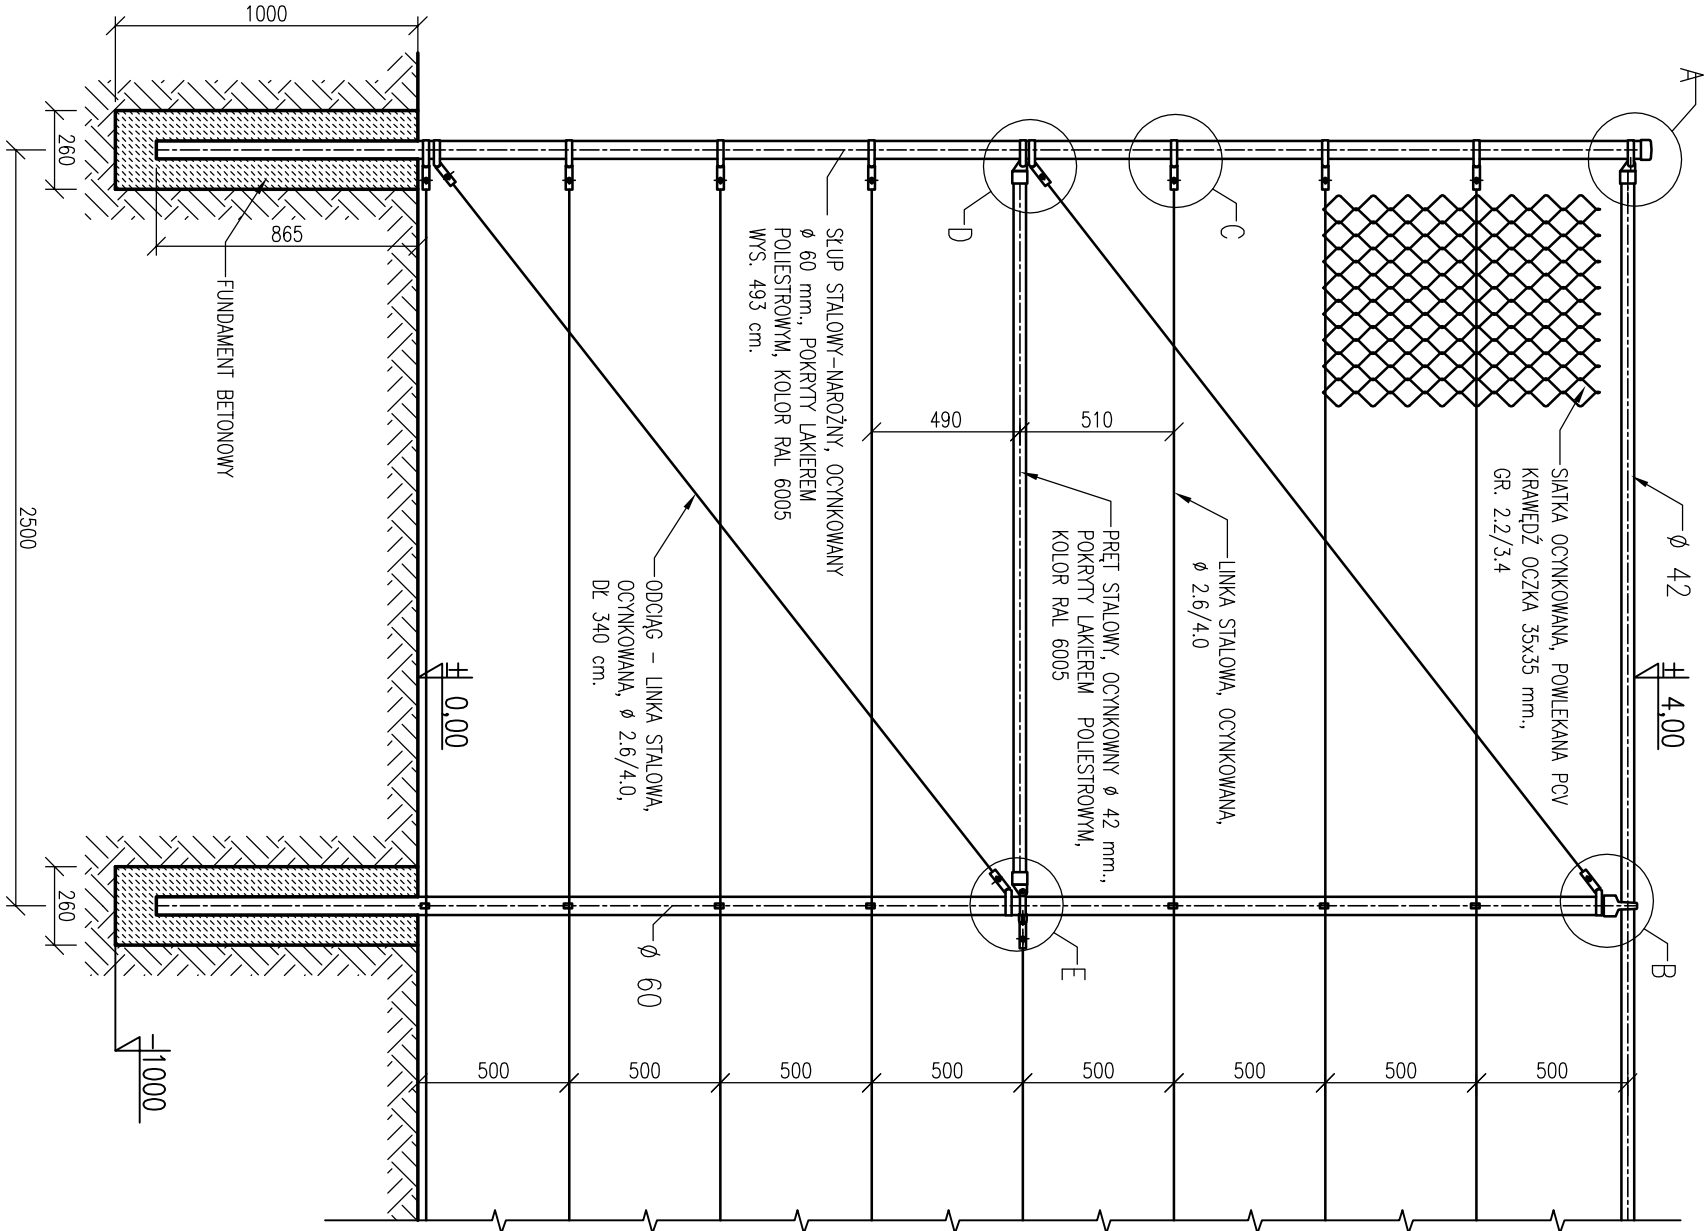 A
Ø 42
± 4,00
B
SIATKA OCYNKOWANA, POWLEKANA PCV
KRAWĘDŹ OCZKA 35x35 mm.,
GR. 2.2/3.4
C
LINKA STALOWA, OCYNKOWANA,
ø 2.6/4.0
PRĘT STALOWY, OCYNKOWNY ø 42 mm.,
POKRYTY LAKIEREM POLIESTROWYM,
KOLOR RAL 6005
D
E
SŁUP STALOWY-NAROŻNY, OCYNKOWANY
ø 60 mm., POKRYTY LAKIEREM
POLIESTROWYM, KOLOR RAL 6005
WYS. 493 cm.
ODCIĄG - LINKA STALOWA,
OCYNKOWANA, ø 2.6/4.0,
DŁ 340 cm.
Ø 60
± 0,00
FUNDAMENT BETONOWY
-1000
1000
865
490
510
500
500
500
500
500
500
500
500
260
260
2500